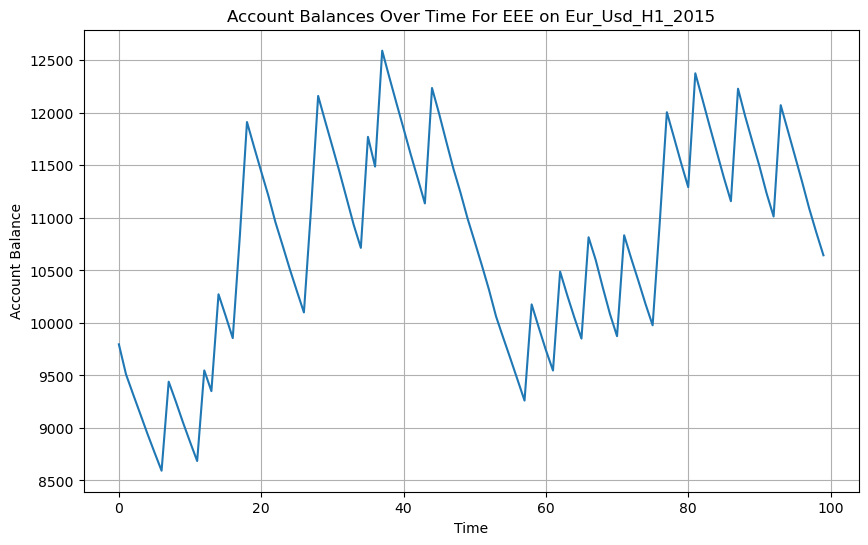 Account Balances Over Time For EEE on Eur_Usd_H1_2015
12500
12000
11500
11000
10500
10000
9500
9000
8500
Account Balance
0 20 40 60 80 100
Time